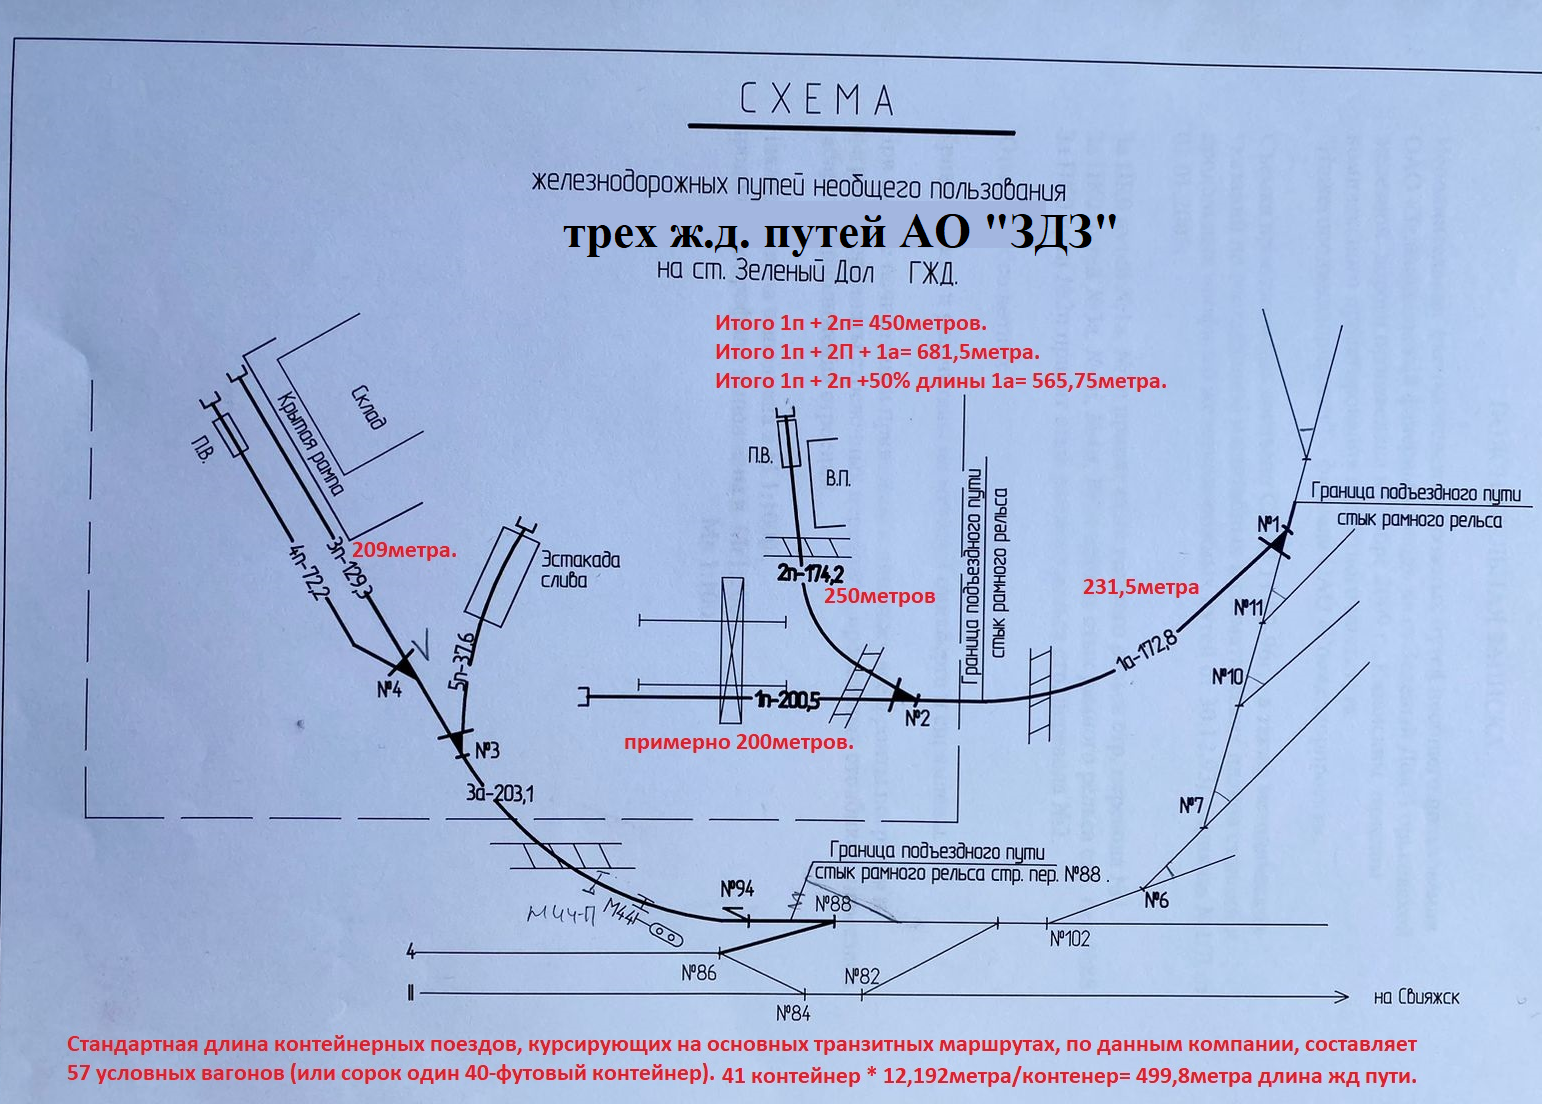 СХЕМА
железнодорожных путей необщего пользования
трех ж.д. путей АО "ЗДЗ"
на ст. Зеленый Дол ГЖД.
Итого 1п + 2п= 450метров.
Итого 1п + 2П + 1а= 681,5метра.
Итого 1п + 2п +50% длины 1а= 565,75метра.
Склад
Крытая рампа
П.В.
П.В.
В.П.
Граница подъездного пути
стык рамного рельса
Граница подъездного пути
стык рамного рельса
№1
4п-72,2
3п-129,3
209метра.
Эстакада
слива
2п-174,2
250метров
231,5метра
№11
1а-172,8
5п-37,6
№4
№10
1п-200,5
№2
примерно 200метров.
№3
3а-203,1
№7
Граница подъездного пути
стык рамного рельса стр. пер. №88.
№94
№88
№6
М44-П
М44
№102
4
№86
№82
II
№84
на Свияжск
Стандартная длина контейнерных поездов, курсирующих на основных транзитных маршрутах, по данным компании, составляет
57 условных вагонов (или сорок один 40-футовый контейнер). 41 контейнер * 12,192метра/контенер= 499,8метра длина жд пути.